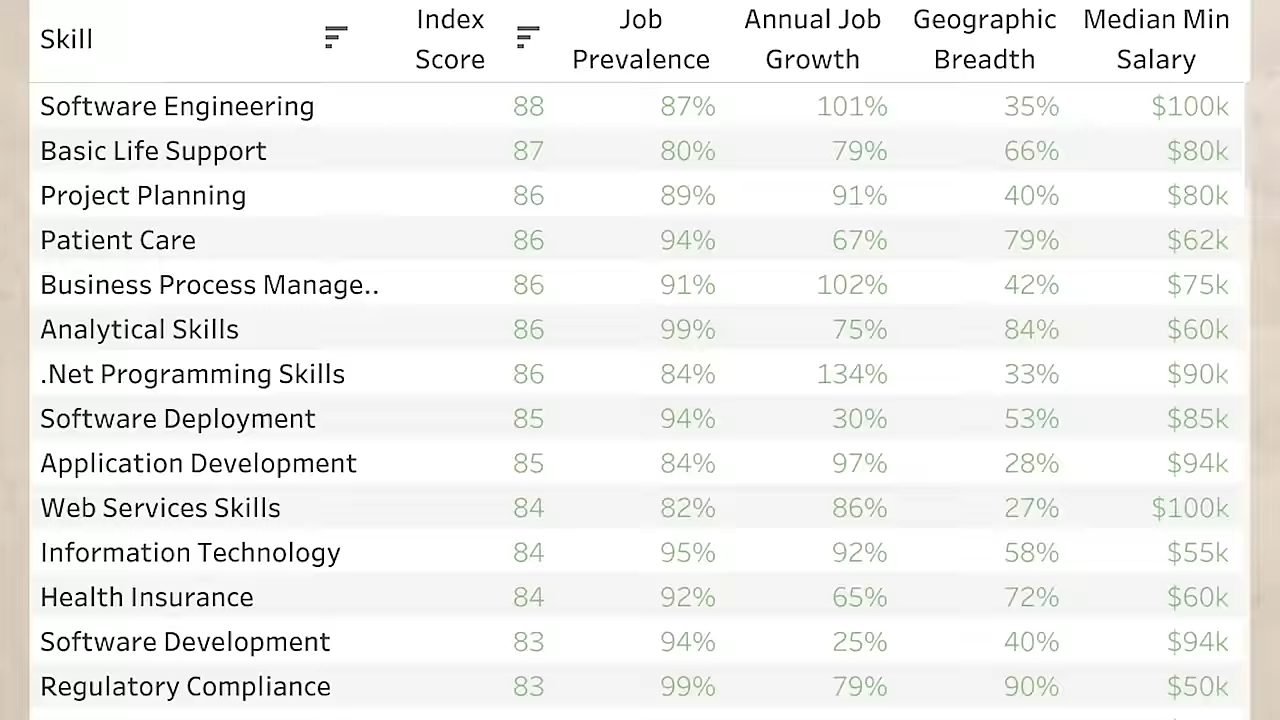 Skill Index Score Job Prevalence Annual Job Growth Geographic Breadth Median Min Salary
Software Engineering 88 87% 101% 35% $100k
Basic Life Support 87 80% 79% 66% $80k
Project Planning 86 89% 91% 40% $80k
Patient Care 86 94% 67% 79% $62k
Business Process Manage.. 86 91% 102% 42% $75k
Analytical Skills 86 99% 75% 84% $60k
.Net Programming Skills 86 84% 134% 33% $90k
Software Deployment 85 94% 30% 53% $85k
Application Development 85 84% 97% 28% $94k
Web Services Skills 84 82% 86% 27% $100k
Information Technology 84 95% 92% 58% $55k
Health Insurance 84 92% 65% 72% $60k
Software Development 83 94% 25% 40% $94k
Regulatory Compliance 83 99% 79% 90% $50k